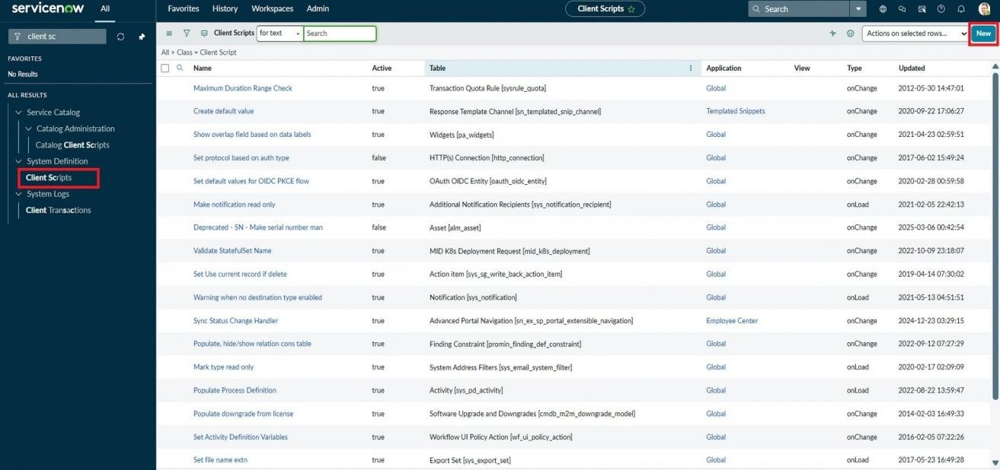 servicenow All Favorites History Workspaces Admin Client Scripts ☆ Search
client sc
Client Scripts for text Search Actions on selected rows... New
FAVORITES
No Results
ALL RESULTS
Service Catalog
Catalog Administration
Catalog Client Scripts
System Definition
Client Scripts
System Logs
Client Transactions
All > Class = Client Script
Name Active Table Application View Type Updated
Maximum Duration Range Check true Transaction Quota Rule [sysrule_quota] Global onChange 2012-05-30 14:47:01
Create default value true Response Template Channel [sn_templated_snip_channel] Templated Snippets onChange 2020-09-22 17:06:27
Show overlap field based on data labels true Widgets [pa_widgets] Global onChange 2021-04-23 02:59:51
Set protocol based on auth type false HTTP(s) Connection [http_connection] Global onChange 2017-06-02 15:49:24
Set default values for OIDC PKCE flow true OAuth OIDC Entity [oauth_oidc_entity] Global onChange 2020-02-28 00:59:58
Make notification read only true Additional Notification Recipients [sys_notification_recipient] Global onLoad 2021-02-05 22:42:13
Deprecated - SN - Make serial number man false Asset [alm_asset] Global onChange 2025-03-06 00:42:54
Validate StatefulSet Name true MID K8s Deployment Request [mid_k8s_deployment] Global onChange 2022-10-09 23:18:07
Set Use current record if delete true Action item [sys_sg_write_back_action_item] Global onChange 2019-04-14 07:30:02
Warning when no destination type enabled true Notification [sys_notification] Global onLoad 2021-05-13 04:51:51
Sync Status Change Handler true Advanced Portal Navigation [sn_ex_sp_portal_extensible_navigation] Employee Center onChange 2024-12-23 03:29:15
Populate, hide/show relation cons table true Finding Constraint [promin_finding_def_constraint] Global onChange 2022-09-12 07:27:29
Mark type read only true System Address Filters [sys_email_system_filter] Global onLoad 2020-02-17 02:09:09
Populate Process Definition true Activity [sys_pd_activity] Global onLoad 2022-08-22 13:59:47
Populate downgrade from license true Software Upgrade and Downgrades [cmdb_m2m_downgrade_model] Global onChange 2014-02-03 16:49:33
Set Activity Definition Variables true Workflow UI Policy Action [wf_ui_policy_action] Global onChange 2016-02-05 07:22:26
Set file name extn true Export Set [sys_export_set] Global onLoad 2017-05-23 16:49:28